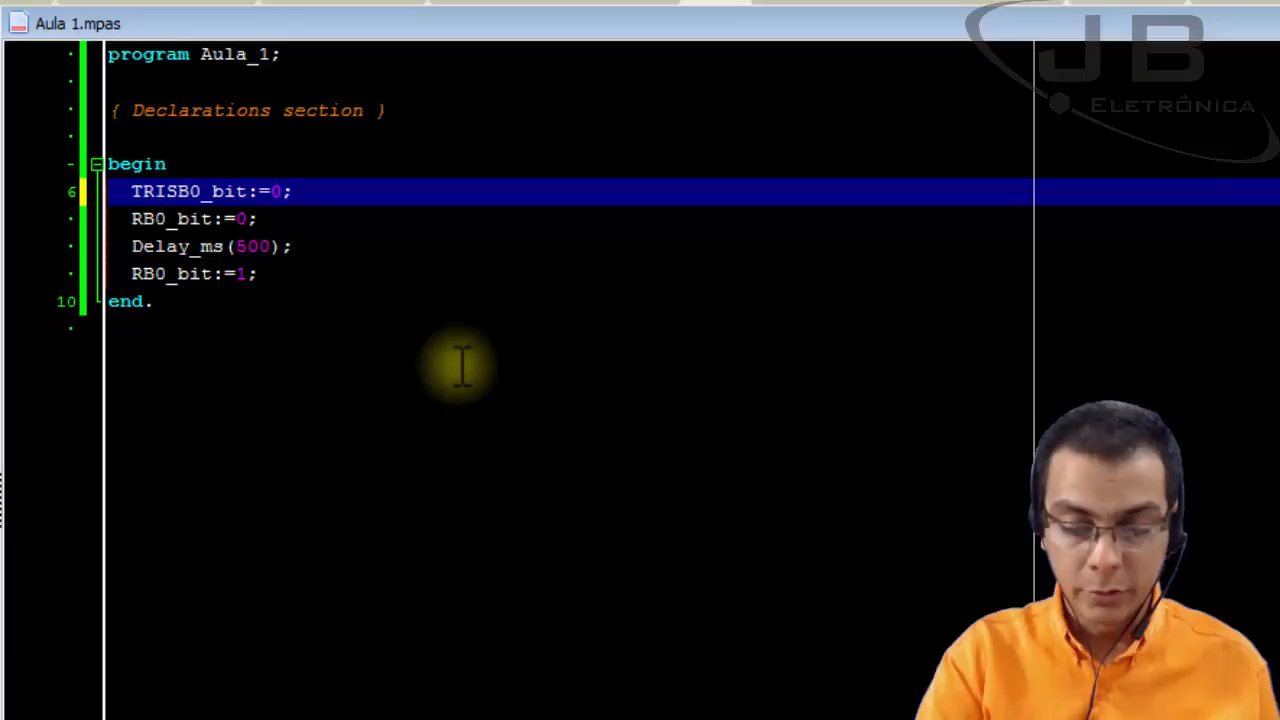 Aula 1.mpas
program Aula_1;
{ Declarations section }
begin
6 TRISB0_bit:=0;
RB0_bit:=0;
Delay_ms(500);
RB0_bit:=1;
10 end.
JB
ELETRÔNICA